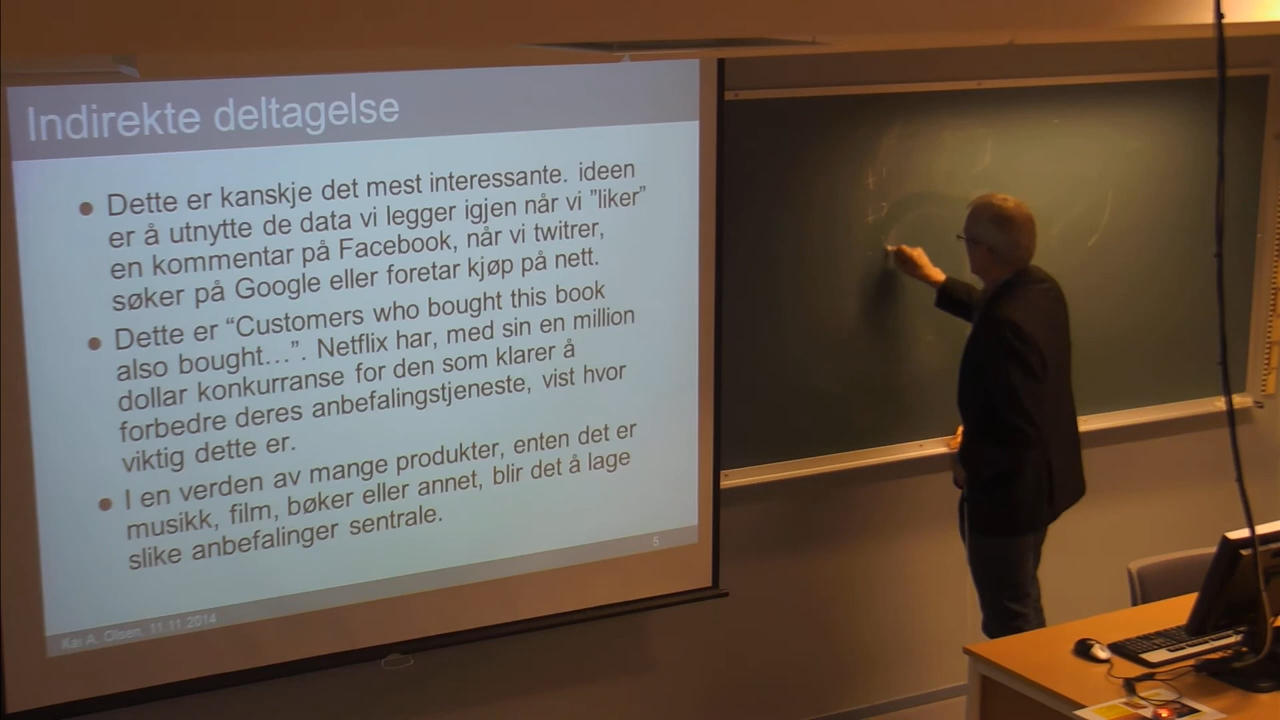 Indirekte deltagelse
Dette er kanskje det mest interessante. ideen
er å utnytte de data vi legger igjen når vi ”liker”
en kommentar på Facebook, når vi twitrer,
søker på Google eller foretar kjøp på nett.
Dette er “Customers who bought this book
also bought…”. Netflix har, med sin en million
dollar konkurranse for den som klarer å
forbedre deres anbefalingstjeneste, vist hvor
viktig dette er.
I en verden av mange produkter, enten det er
musikk, film, bøker eller annet, blir det å lage
slike anbefalinger sentrale.
5
Kai A. Olsen, 11.11.2014